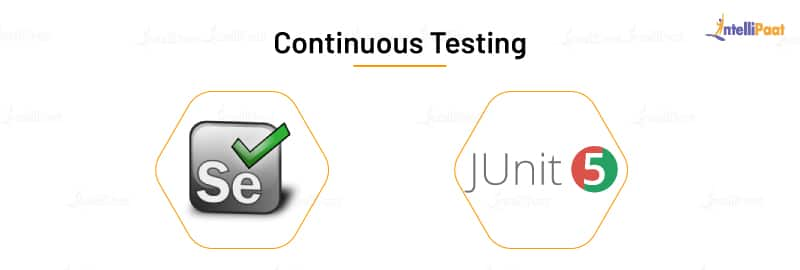 Continuous Testing
IntelliPaat
Se
JUnit 5